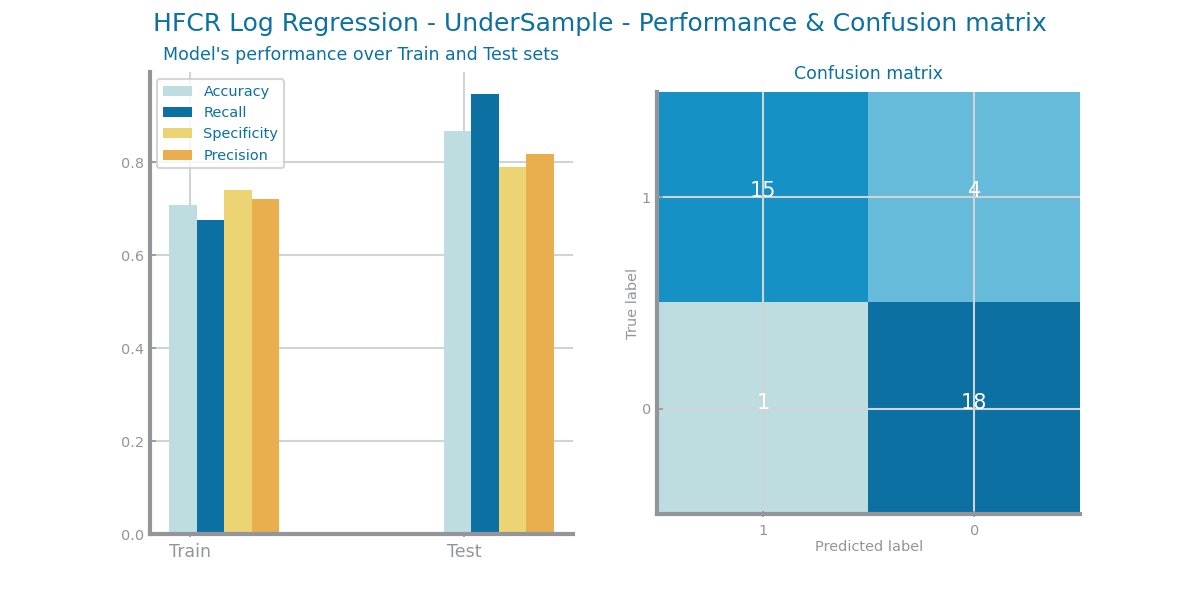 HFCR Log Regression - UnderSample - Performance & Confusion matrix
Model's performance over Train and Test sets
Accuracy
Recall
Specificity
Precision
0.8
0.6
0.4
0.2
0.0
Train
Test
Confusion matrix
True label
1
0
15
4
1
18
1
0
Predicted label